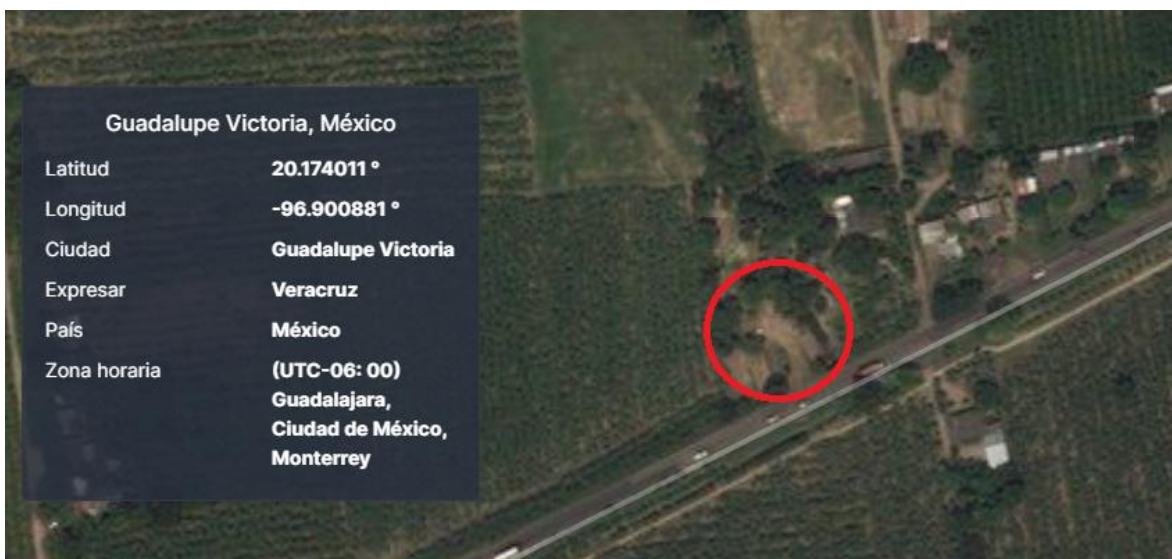 Guadalupe Victoria, México
Latitud 20.174011 °
Longitud -96.900881 °
Ciudad Guadalupe Victoria
Expresar Veracruz
País México
Zona horaria (UTC-06: 00)
Guadalajara,
Ciudad de México,
Monterrey